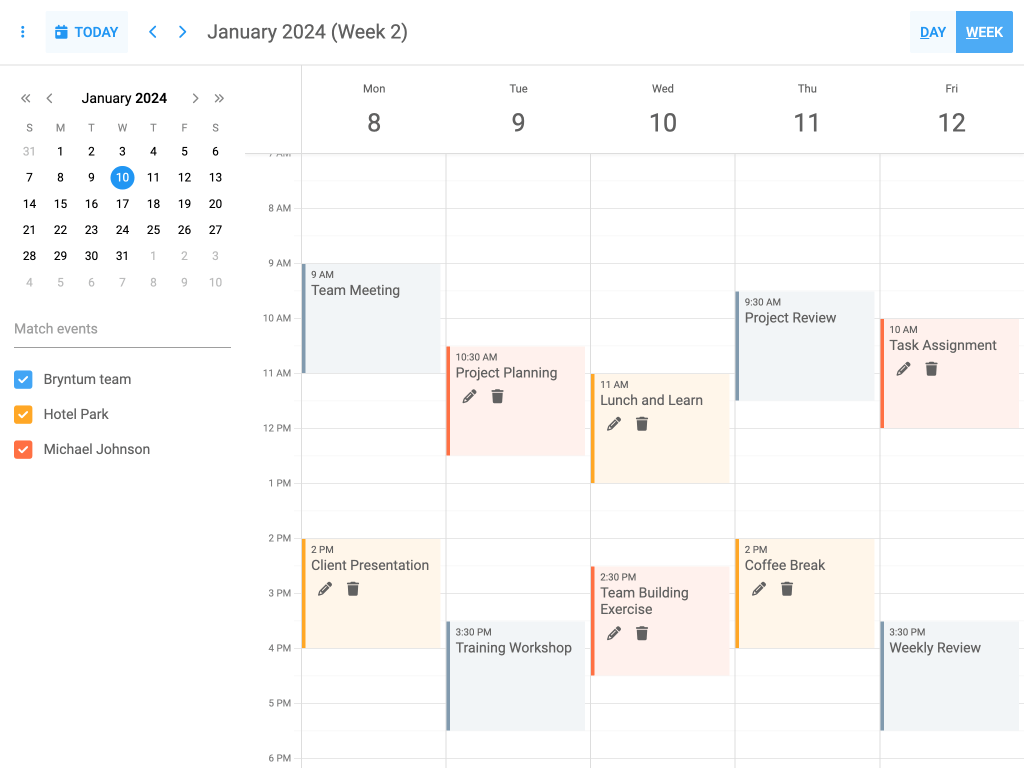 TODAY
January 2024 (Week 2)
DAY
WEEK
January 2024
S M T W T F S
31 1 2 3 4 5 6
7 8 9 10 11 12 13
14 15 16 17 18 19 20
21 22 23 24 25 26 27
28 29 30 31 1 2 3
4 5 6 7 8 9 10
Match events
Bryntum team
Hotel Park
Michael Johnson
Mon
8
Tue
9
Wed
10
Thu
11
Fri
12
7 AM
8 AM
9 AM
10 AM
11 AM
12 PM
1 PM
2 PM
3 PM
4 PM
5 PM
6 PM
9 AM
Team Meeting
2 PM
Client Presentation
10:30 AM
Project Planning
3:30 PM
Training Workshop
11 AM
Lunch and Learn
2:30 PM
Team Building
Exercise
9:30 AM
Project Review
2 PM
Coffee Break
10 AM
Task Assignment
3:30 PM
Weekly Review